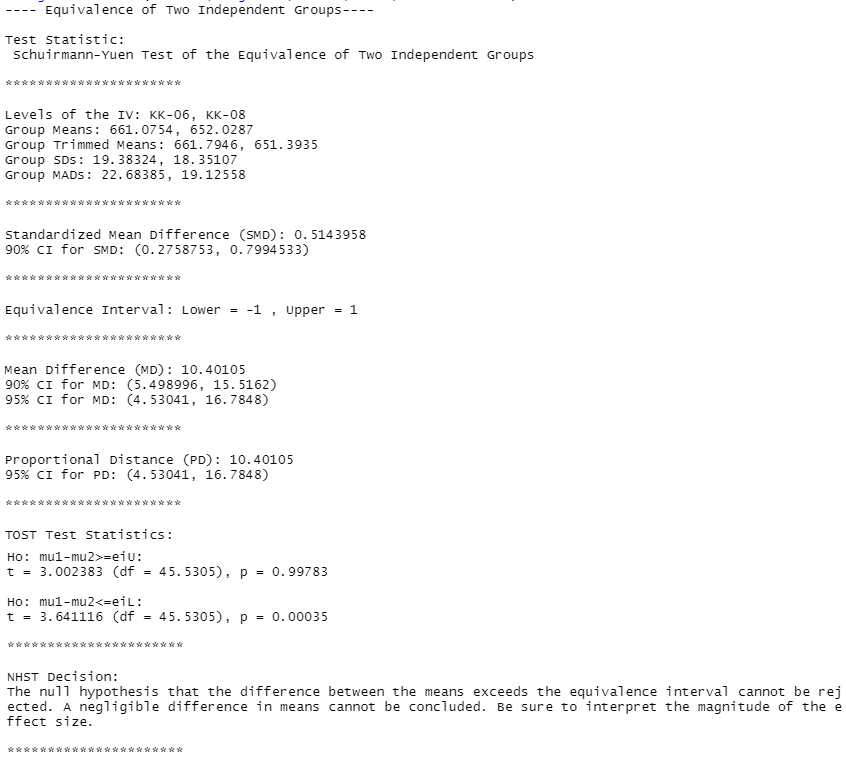 ---- Equivalence of Two Independent Groups----
Test Statistic:
Schuirmann-Yuen Test of the Equivalence of Two Independent Groups
**********************
Levels of the IV: KK-06, KK-08
Group Means: 661.0754, 652.0287
Group Trimmed Means: 661.7946, 651.3935
Group SDs: 19.38324, 18.35107
Group MADs: 22.68385, 19.12558
**********************
Standardized Mean Difference (SMD): 0.5143958
90% CI for SMD: (0.2758753, 0.7994533)
**********************
Equivalence Interval: Lower = -1 , Upper = 1
**********************
Mean Difference (MD): 10.40105
90% CI for MD: (5.498996, 15.5162)
95% CI for MD: (4.53041, 16.7848)
**********************
Proportional Distance (PD): 10.40105
95% CI for PD: (4.53041, 16.7848)
**********************
TOST Test Statistics:
Ho: mu1-mu2>=eiU:
t = 3.002383 (df = 45.5305), p = 0.99783
Ho: mu1-mu2<=eiL:
t = 3.641116 (df = 45.5305), p = 0.00035
**********************
NHST Decision:
The null hypothesis that the difference between the means exceeds the equivalence interval cannot be rej
ected. A negligible difference in means cannot be concluded. Be sure to interpret the magnitude of the e
ffect size.
**********************